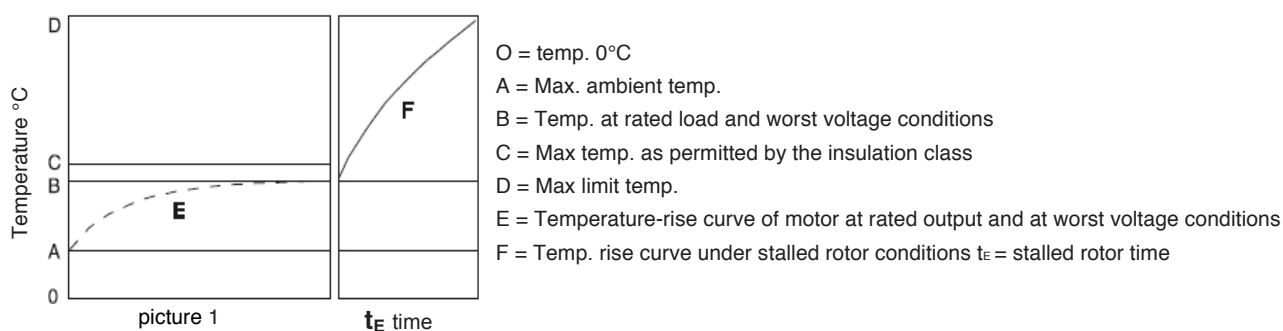 Temperature °C
D
C
B
A
0
E
F
picture 1
tE time
O = temp. 0°C
A = Max. ambient temp.
B = Temp. at rated load and worst voltage conditions
C = Max temp. as permitted by the insulation class
D = Max limit temp.
E = Temperature-rise curve of motor at rated output and at worst voltage conditions
F = Temp. rise curve under stalled rotor conditions tE = stalled rotor time